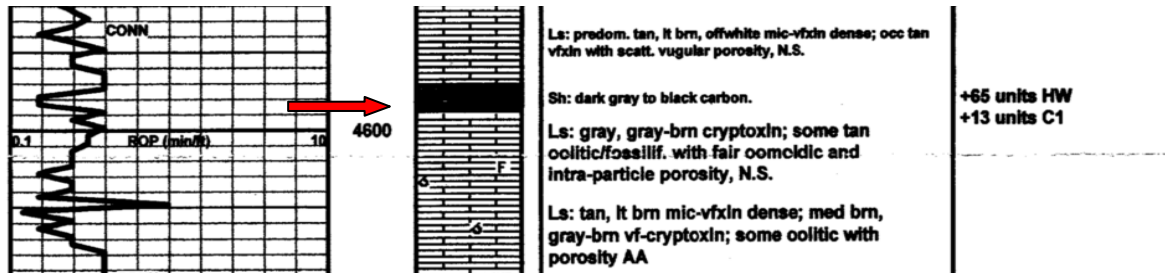 CONN
0.1 ROP (min/ft) 10
4600
F
Ls: predom. tan, lt brn, offwhite mic-vfxln dense; occ tan
vfxln with scatt. vugular porosity, N.S.
Sh: dark gray to black carbon.
Ls: gray, gray-brn cryptoxln; some tan
oolitic/fossilif. with fair oomoldic and
intra-particle porosity, N.S.
Ls: tan, lt brn mic-vfxln dense; med brn,
gray-brn vf-cryptoxln; some oolitic with
porosity AA
+65 units HW
+13 units C1